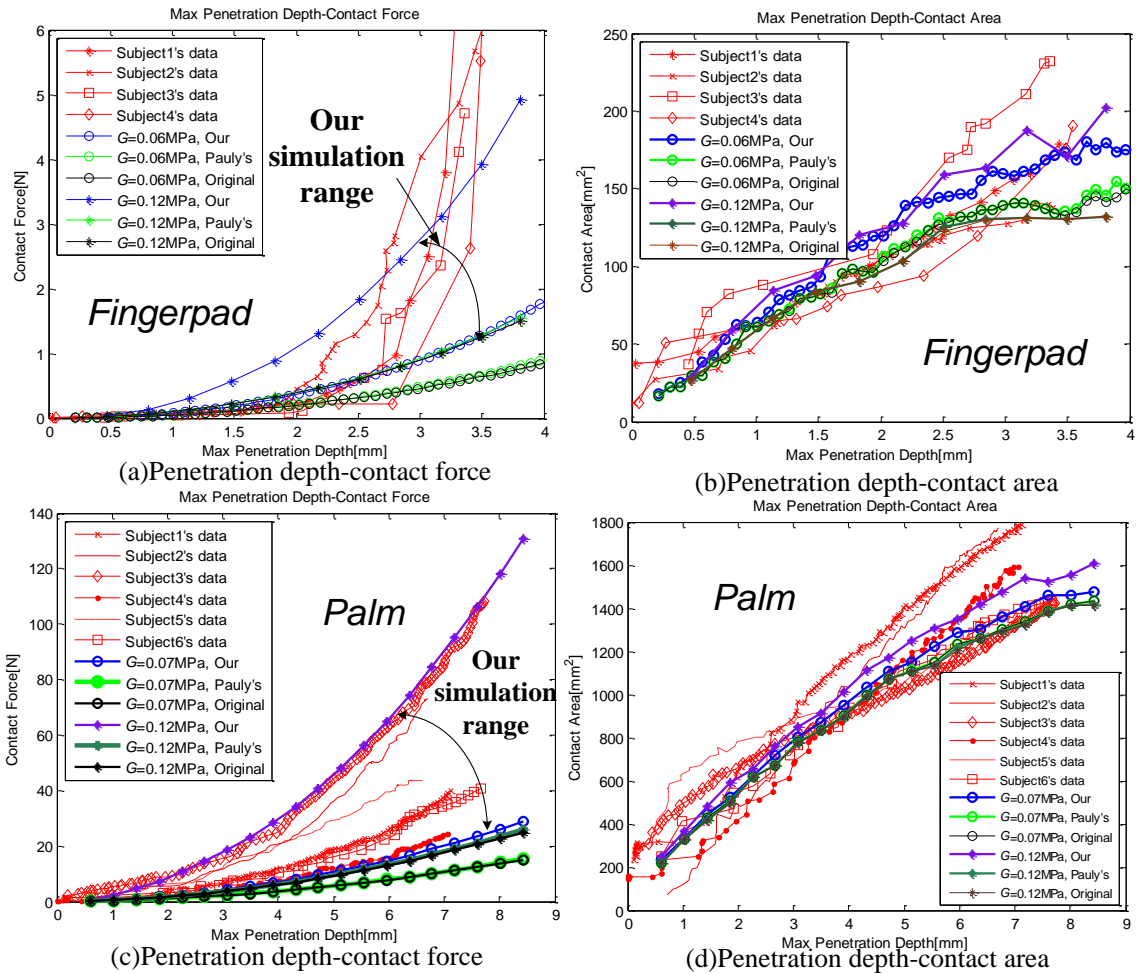 Max Penetration Depth-Contact Force
Contact Force[N]
6
5
4
3
2
1
0
Subject1's data
Subject2's data
Subject3's data
Subject4's data
G=0.06MPa, Our
G=0.06MPa, Pauly's
G=0.06MPa, Original
G=0.12MPa, Our
G=0.12MPa, Pauly's
G=0.12MPa, Original
Our
simulation
range
Fingerpad
0 0.5 1 1.5 2 2.5 3 3.5 4
Max Penetration Depth[mm]
(a)Penetration depth-contact force
Max Penetration Depth-Contact Area
Contact Area[mm²]
250
200
150
100
50
0
Subject1's data
Subject2's data
Subject3's data
Subject4's data
G=0.06MPa, Our
G=0.06MPa, Pauly's
G=0.06MPa, Original
G=0.12MPa, Our
G=0.12MPa, Pauly's
G=0.12MPa, Original
Fingerpad
0 0.5 1 1.5 2 2.5 3 3.5 4
Max Penetration Depth[mm]
(b)Penetration depth-contact area
Max Penetration Depth-Contact Force
Contact Force[N]
140
120
100
80
60
40
20
0
Subject1's data
Subject2's data
Subject3's data
Subject4's data
Subject5's data
Subject6's data
G=0.07MPa, Our
G=0.07MPa, Pauly's
G=0.07MPa, Original
G=0.12MPa, Our
G=0.12MPa, Pauly's
G=0.12MPa, Original
Palm
Our
simulation
range
0 1 2 3 4 5 6 7 8 9
Max Penetration Depth[mm]
(c)Penetration depth-contact force
Max Penetration Depth-Contact Area
Contact Area[mm²]
1800
1600
1400
1200
1000
800
600
400
200
0
Palm
Subject1's data
Subject2's data
Subject3's data
Subject4's data
Subject5's data
Subject6's data
G=0.07MPa, Our
G=0.07MPa, Pauly's
G=0.07MPa, Original
G=0.12MPa, Our
G=0.12MPa, Pauly's
G=0.12MPa, Original
0 1 2 3 4 5 6 7 8 9
Max Penetration Depth[mm]
(d)Penetration depth-contact area